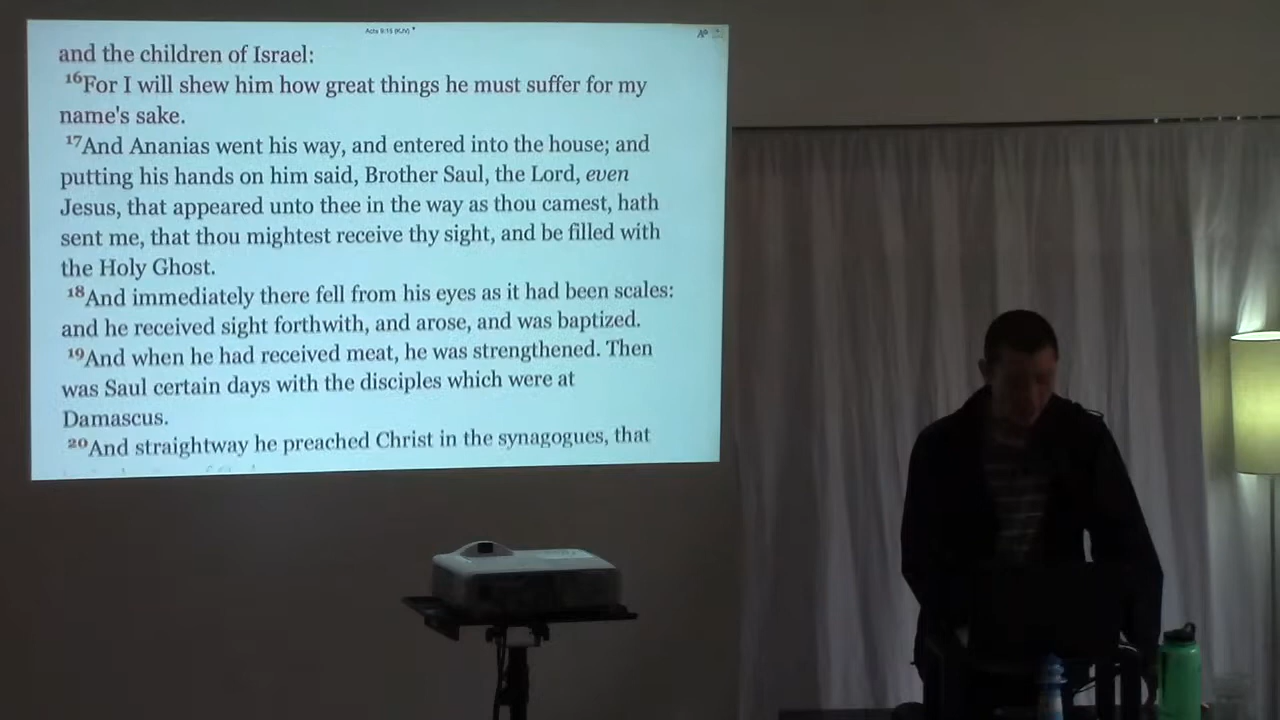 Acts 9:15 (KJV)
and the children of Israel:
16For I will shew him how great things he must suffer for my
name's sake.
17And Ananias went his way, and entered into the house; and
putting his hands on him said, Brother Saul, the Lord, even
Jesus, that appeared unto thee in the way as thou camest, hath
sent me, that thou mightest receive thy sight, and be filled with
the Holy Ghost.
18And immediately there fell from his eyes as it had been scales:
and he received sight forthwith, and arose, and was baptized.
19And when he had received meat, he was strengthened. Then
was Saul certain days with the disciples which were at
Damascus.
20And straightway he preached Christ in the synagogues, that